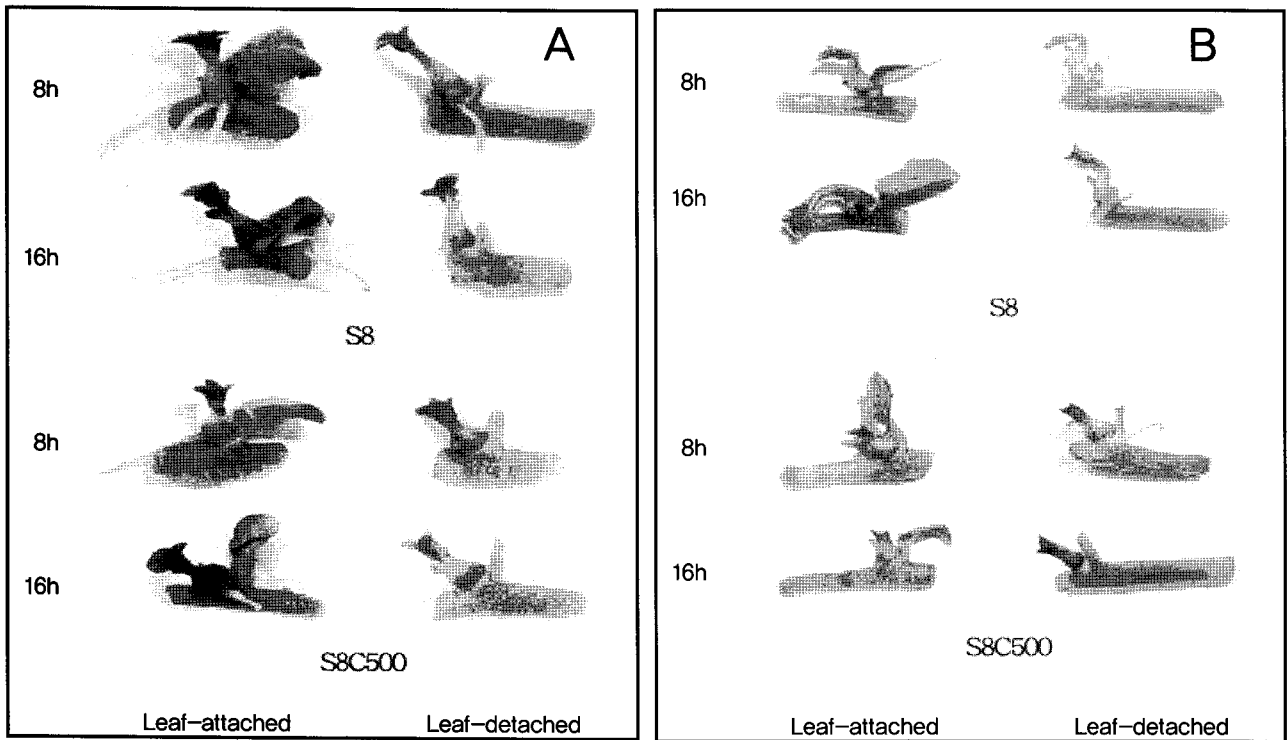 A
8h
16h
S8
8h
16h
S8C500
Leaf-attached Leaf-detached
B
8h
16h
S8
8h
16h
S8C500
Leaf-attached Leaf-detached